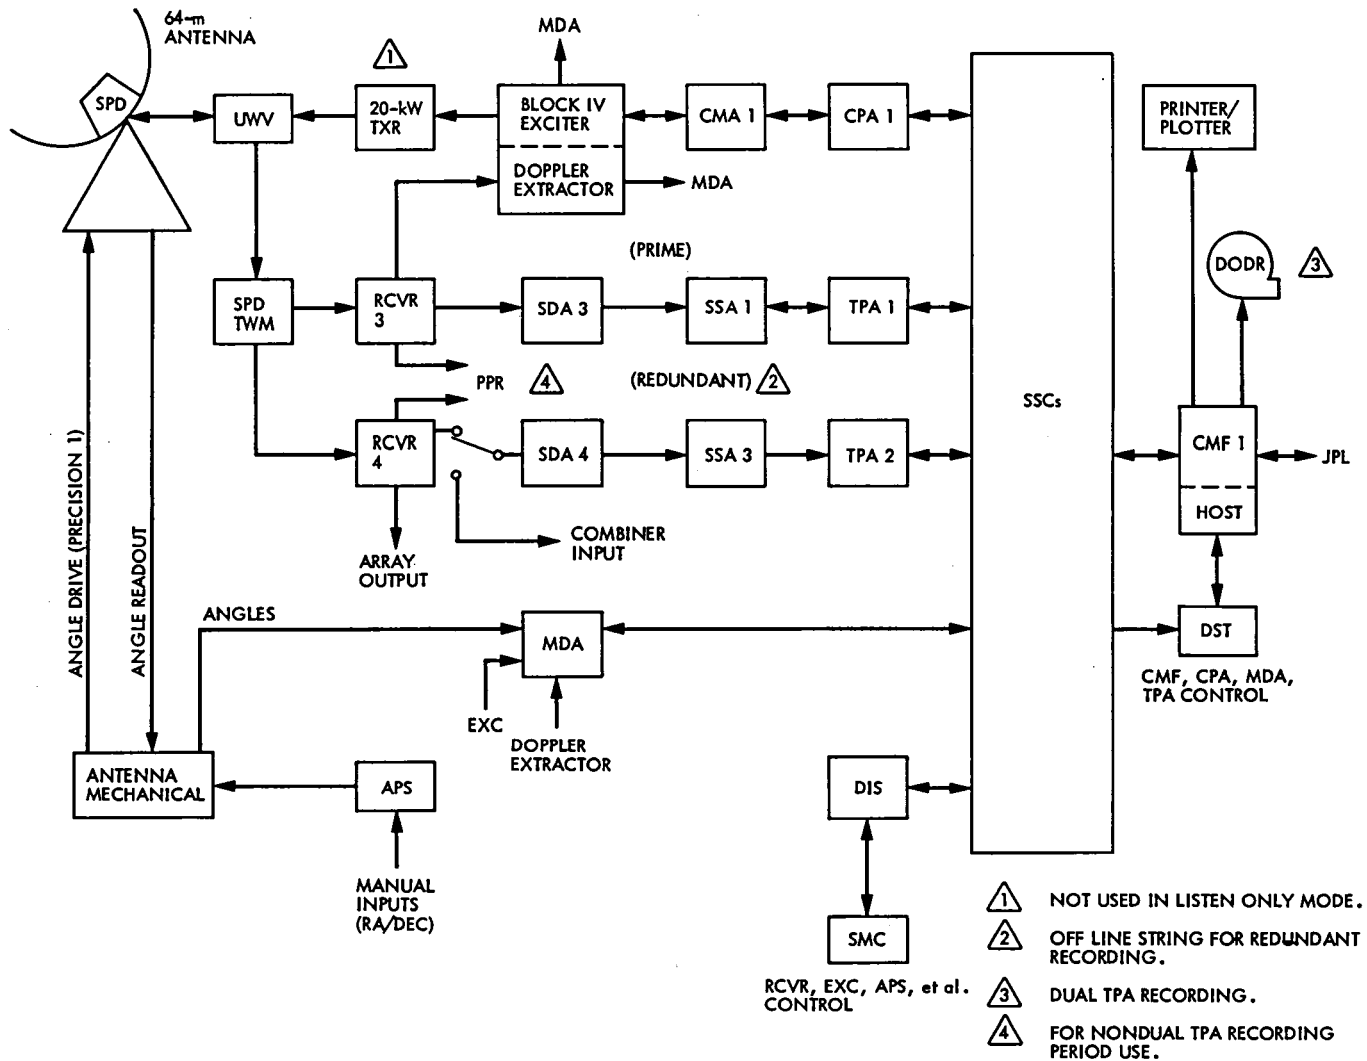 64-m
ANTENNA
SPD
UWV
1
20-kW
TXR
MDA
BLOCK IV
EXCITER
DOPPLER
EXTRACTOR
MDA
CMA 1
CPA 1
PRINTER/
PLOTTER
DODR
3
(PRIME)
SPD
TWM
RCVR
3
SDA 3
SSA 1
TPA 1
PPR
4
(REDUNDANT)
2
SSCs
RCVR
4
SDA 4
SSA 3
TPA 2
CMF 1
HOST
JPL
ARRAY
OUTPUT
COMBINER
INPUT
ANGLE DRIVE (PRECISION 1)
ANGLE READOUT
ANGLES
MDA
EXC
DOPPLER
EXTRACTOR
DST
CMF, CPA, MDA,
TPA CONTROL
ANTENNA
MECHANICAL
APS
MANUAL
INPUTS
(RA/DEC)
DIS
SMC
RCVR, EXC, APS, et al.
CONTROL
1 NOT USED IN LISTEN ONLY MODE.
2 OFF LINE STRING FOR REDUNDANT
RECORDING.
3 DUAL TPA RECORDING.
4 FOR NONDUAL TPA RECORDING
PERIOD USE.